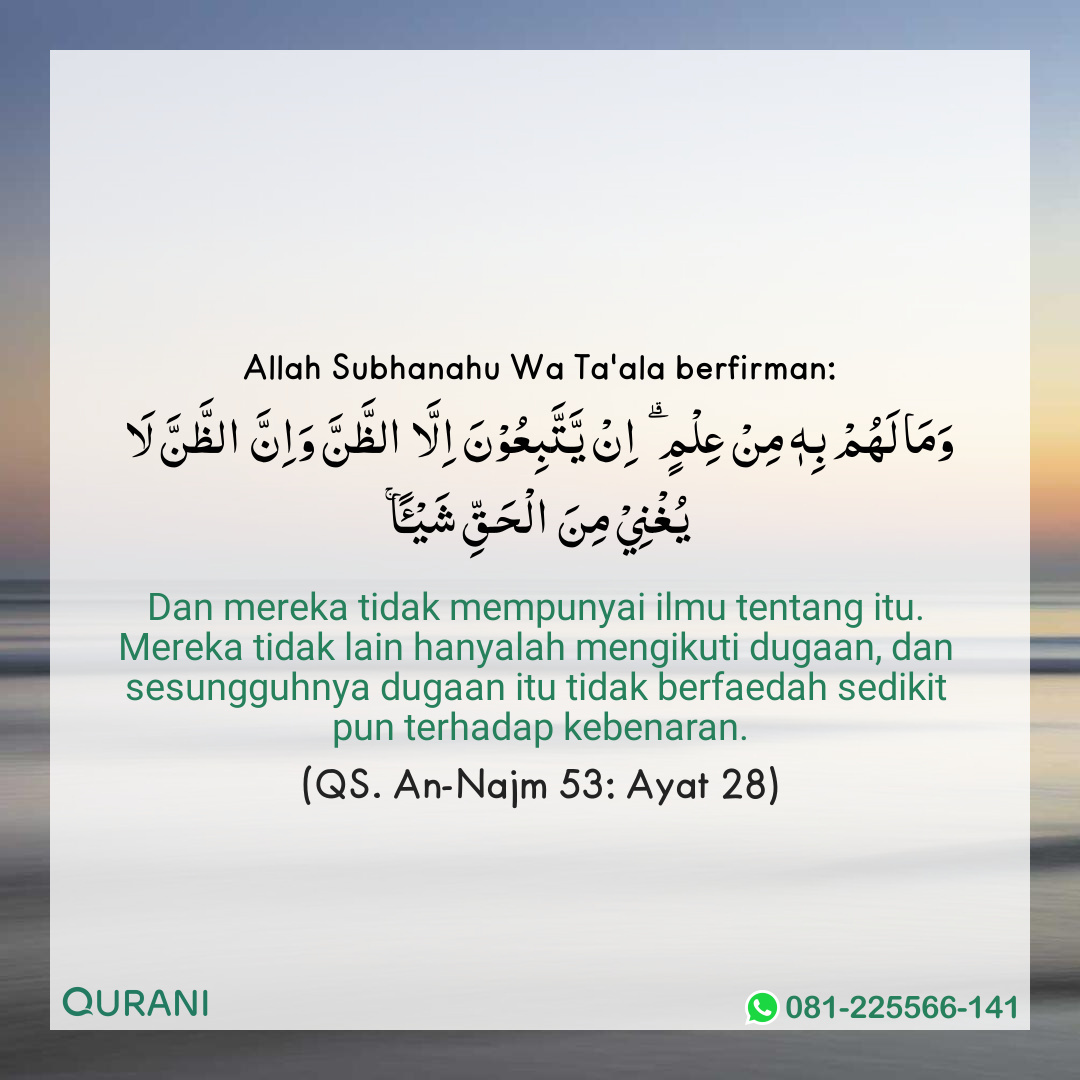 Allah Subhanahu Wa Ta'ala berfirman:
وَمَا لَهُمْ بِهٖ مِنْ عِلْمٍ ۗ اِنْ يَّتَّبِعُوْنَ اِلَّا الظَّنَّ وَاِنَّ الظَّنَّ لَا
يُغْنِيْ مِنَ الْحَقِّ شَيْـًٔاۚ
Dan mereka tidak mempunyai ilmu tentang itu.
Mereka tidak lain hanyalah mengikuti dugaan, dan
sesungguhnya dugaan itu tidak berfaedah sedikit
pun terhadap kebenaran.
(QS. An-Najm 53: Ayat 28)
QURANI
081-225566-141